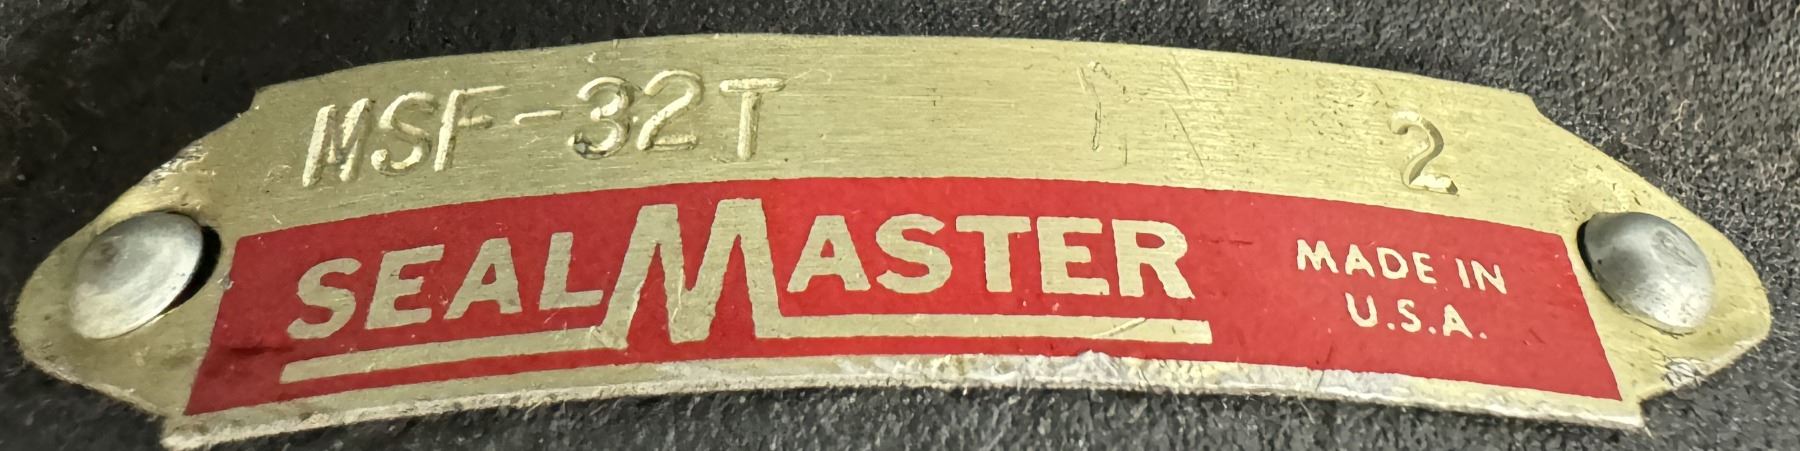 MSF-32T 2
SEALMASTER
MADE IN
U.S.A.